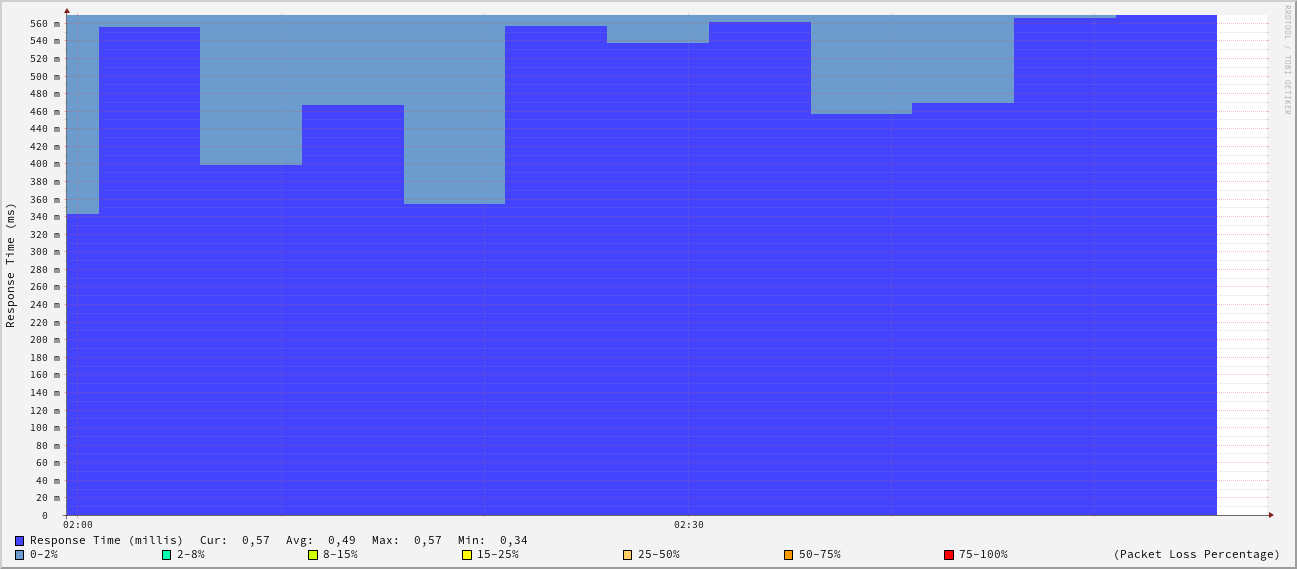 RRDTOOL / TOBI OETIKER
Response Time (ms)
560 m
540 m
520 m
500 m
480 m
460 m
440 m
420 m
400 m
380 m
360 m
340 m
320 m
300 m
280 m
260 m
240 m
220 m
200 m
180 m
160 m
140 m
120 m
100 m
80 m
60 m
40 m
20 m
0
02:00 02:30
Response Time (millis) Cur: 0,57 Avg: 0,49 Max: 0,57 Min: 0,34
0-2% 2-8% 8-15% 15-25% 25-50% 50-75% 75-100% (Packet Loss Percentage)